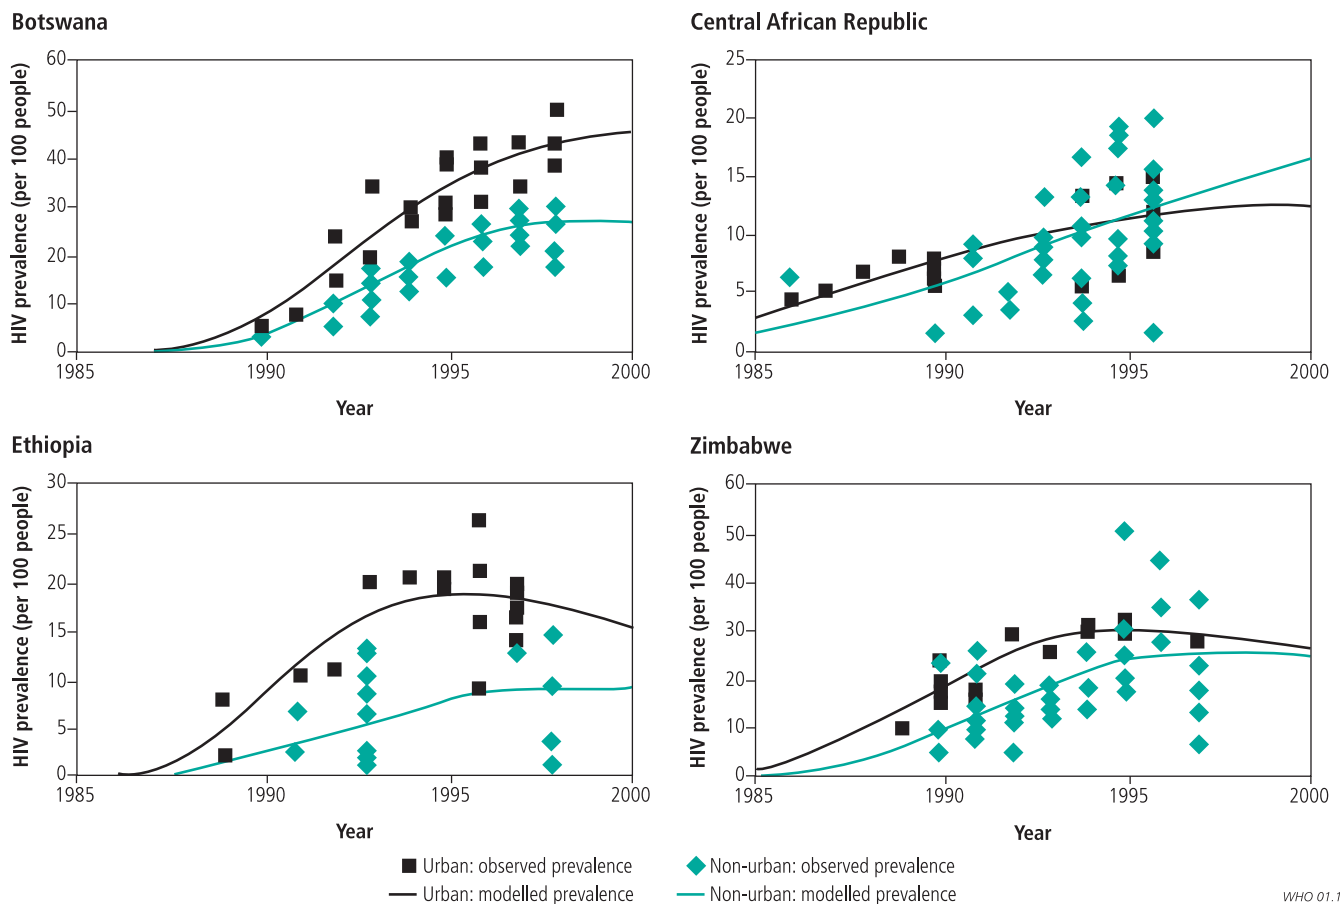 Botswana
HIV prevalence (per 100 people)
60
50
40
30
20
10
0
1985 1990 1995 2000
Year
Central African Republic
HIV prevalence (per 100 people)
25
20
15
10
5
0
1985 1990 1995 2000
Year
Ethiopia
HIV prevalence (per 100 people)
30
25
20
15
10
5
0
1985 1990 1995 2000
Year
Zimbabwe
HIV prevalence (per 100 people)
60
50
40
30
20
10
0
1985 1990 1995 2000
Year
Urban: observed prevalence
Non-urban: observed prevalence
Urban: modelled prevalence
Non-urban: modelled prevalence
WHO 01.1